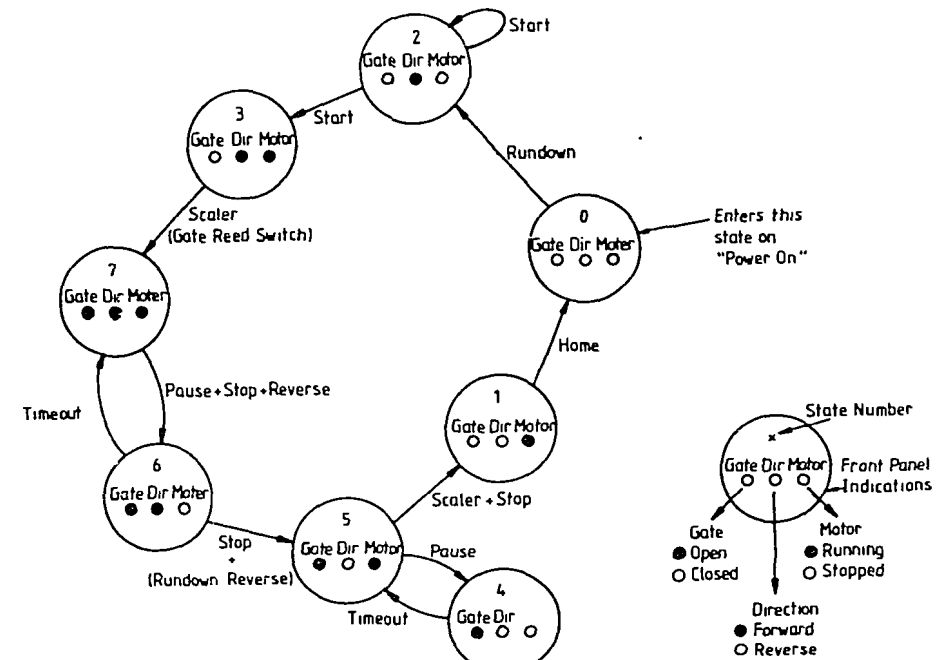 2
Gate Dir Motor
Start
3
Gate Dir Motor
Start
Rundown
Scaler
(Gate Reed Switch)
0
Gate Dir Moter
Enters this
state on
"Power On"
7
Gate Dir Moter
Home
Timeout
Pause+Stop+Reverse
1
Gate Dir Motor
6
Gate Dir Moter
Scaler + Stop
Stop
+
(Rundown Reverse)
5
Gate Dir Motor
Pause
Timeout
4
Gate Dir
State Number
x
Gate Dir Motor
Front Panel
Indications
Gate
Open
Closed
Motor
Running
Stopped
Direction
Forward
Reverse